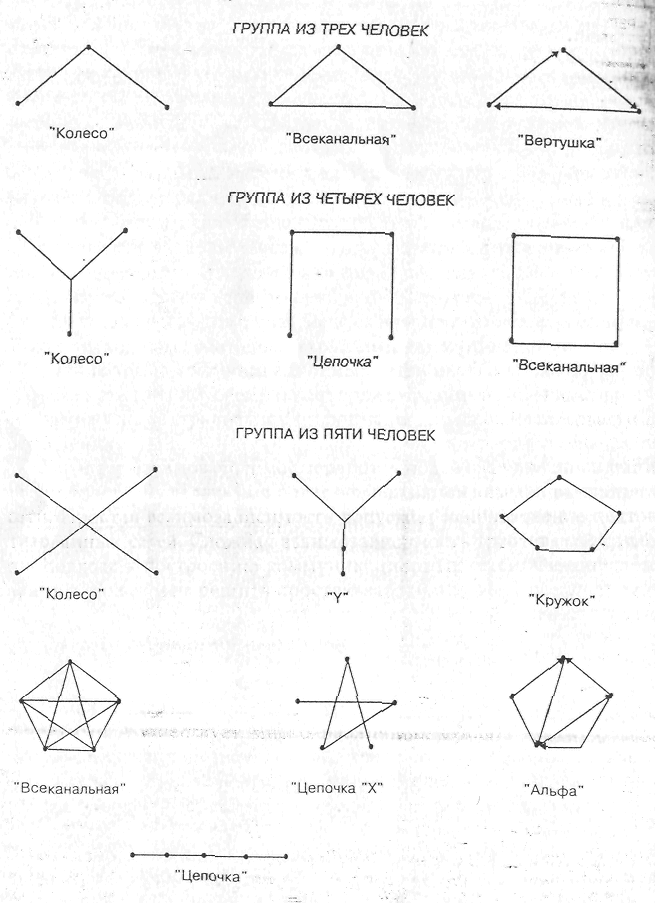 ГРУППА ИЗ ТРЕХ ЧЕЛОВЕК
"Колесо" "Всеканальная" "Вертушка"
ГРУППА ИЗ ЧЕТЫРЕХ ЧЕЛОВЕК
"Колесо" "Цепочка" "Всеканальная"
ГРУППА ИЗ ПЯТИ ЧЕЛОВЕК
"Колесо" "Y" "Кружок"
"Всеканальная" "Цепочка "X" "Альфа"
"Цепочка"